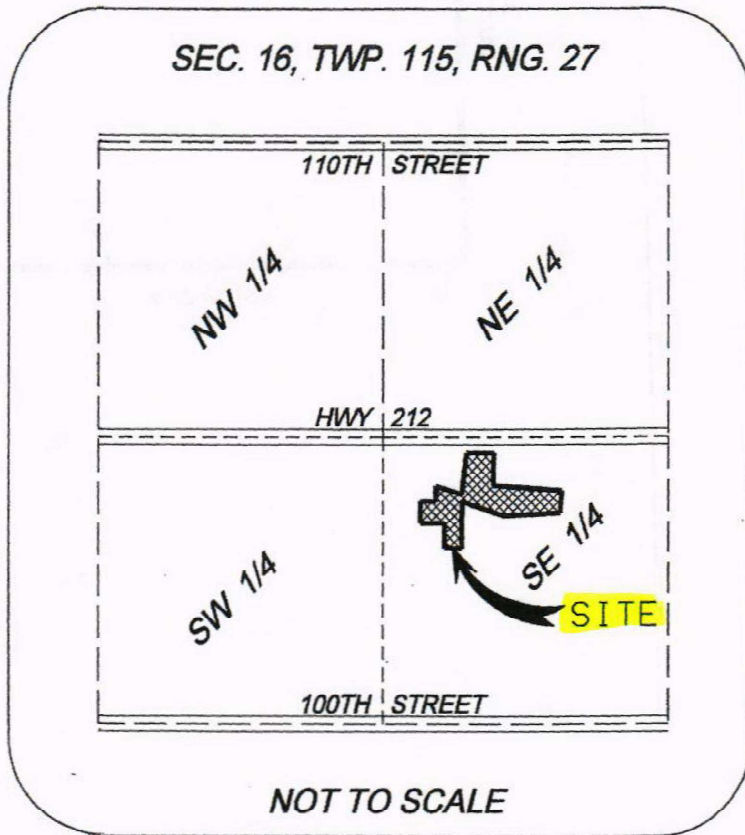 SEC. 16, TWP. 115, RNG. 27
110TH STREET
NW 1/4
NE 1/4
HWY 212
SW 1/4
SE 1/4
SITE
100TH STREET
NOT TO SCALE